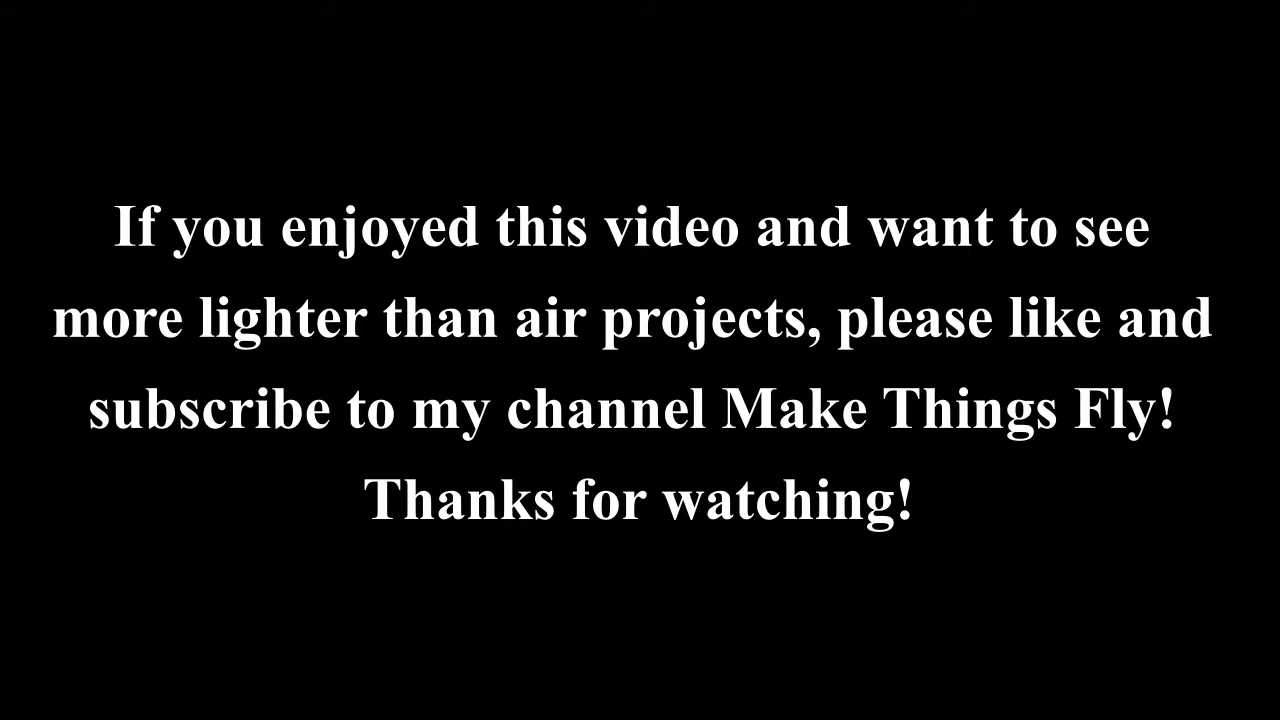 If you enjoyed this video and want to see
more lighter than air projects, please like and
subscribe to my channel Make Things Fly!
Thanks for watching!